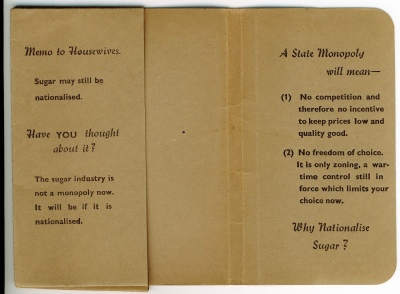 Memo to Housewives.
Sugar may still be
nationalised.
Have YOU thought
about it?
The sugar industry is
not a monopoly now.
It will be if it is
nationalised.
A State Monopoly
will mean—
(1) No competition and
therefore no incentive
to keep prices low and
quality good.
(2) No freedom of choice.
It is only zoning, a war-
time control still in
force which limits your
choice now.
Why Nationalise
Sugar?